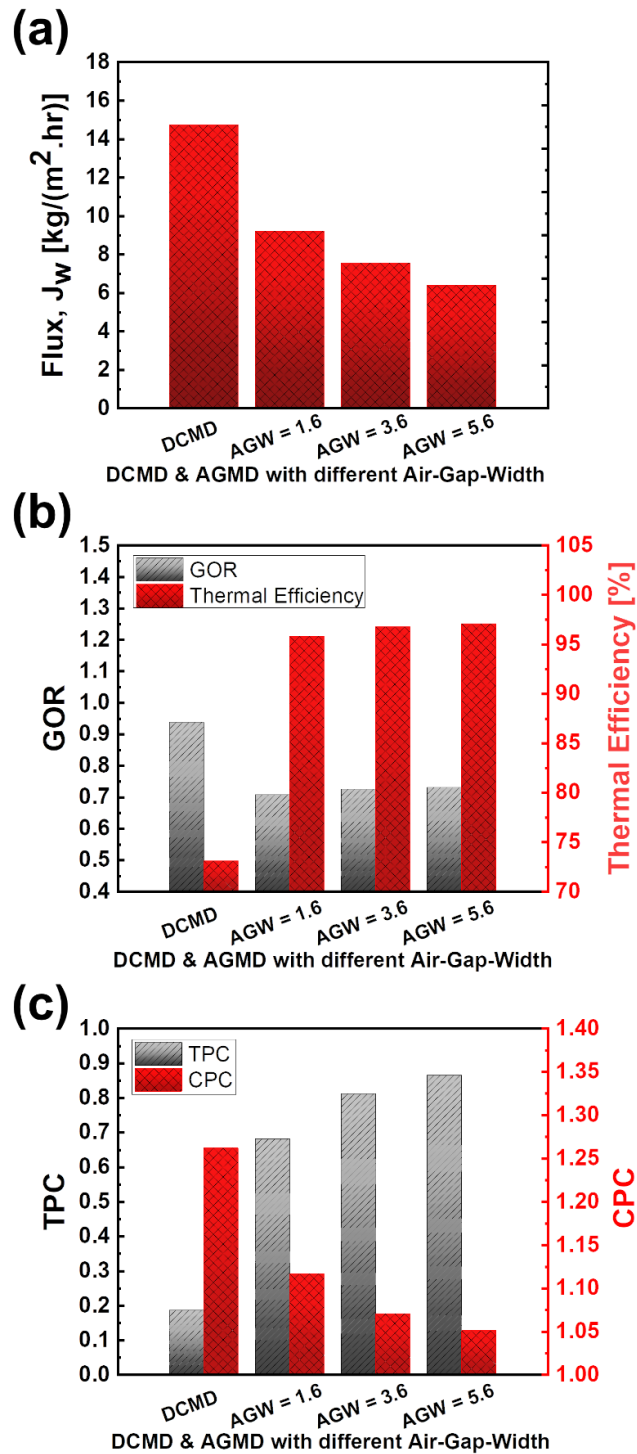 (a)
Flux, J_W [kg/(m².hr)]
18
16
14
12
10
8
6
4
2
0
DCMD
AGW = 1.6
AGW = 3.6
AGW = 5.6
DCMD & AGMD with different Air-Gap-Width
(b)
GOR
1.5
1.4
1.3
1.2
1.1
1.0
0.9
0.8
0.7
0.6
0.5
0.4
GOR
Thermal Efficiency
105
100
95
90
85
80
75
70
Thermal Efficiency [%]
DCMD
AGW = 1.6
AGW = 3.6
AGW = 5.6
DCMD & AGMD with different Air-Gap-Width
(c)
TPC
1.0
0.9
0.8
0.7
0.6
0.5
0.4
0.3
0.2
0.1
0.0
TPC
CPC
1.40
1.35
1.30
1.25
1.20
1.15
1.10
1.05
1.00
CPC
DCMD
AGW = 1.6
AGW = 3.6
AGW = 5.6
DCMD & AGMD with different Air-Gap-Width